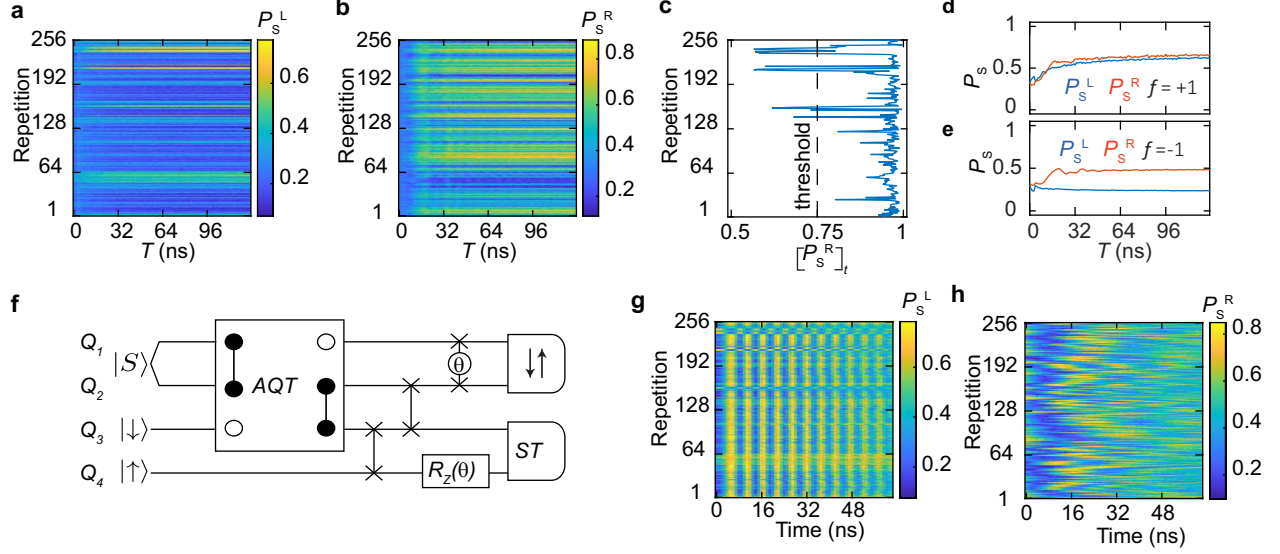 a
P_S^L
256
192
128
64
1
Repetition
0 32 64 96
T (ns)
0.6
0.4
0.2
b
P_S^R
256
192
128
64
1
Repetition
0 32 64 96
T (ns)
0.8
0.6
0.4
0.2
c
256
192
128
64
1
Repetition
threshold
0.5 0.75 1
[P_S^R]_t
d
1
0.5
0
P_S
P_S^L P_S^R f = +1
e
1
0.5
0
P_S
P_S^L P_S^R f = -1
0 32 64 96
T (ns)
f
Q_1
|S⟩
Q_2
Q_3 |↓⟩
Q_4 |↑⟩
AQT
θ
R_Z(θ)
↓↑
ST
g
P_S^L
256
192
128
64
1
Repetition
0 16 32 48
Time (ns)
0.8
0.6
0.4
0.2
h
P_S^R
256
192
128
64
1
Repetition
0 16 32 48
Time (ns)
0.8
0.6
0.4
0.2